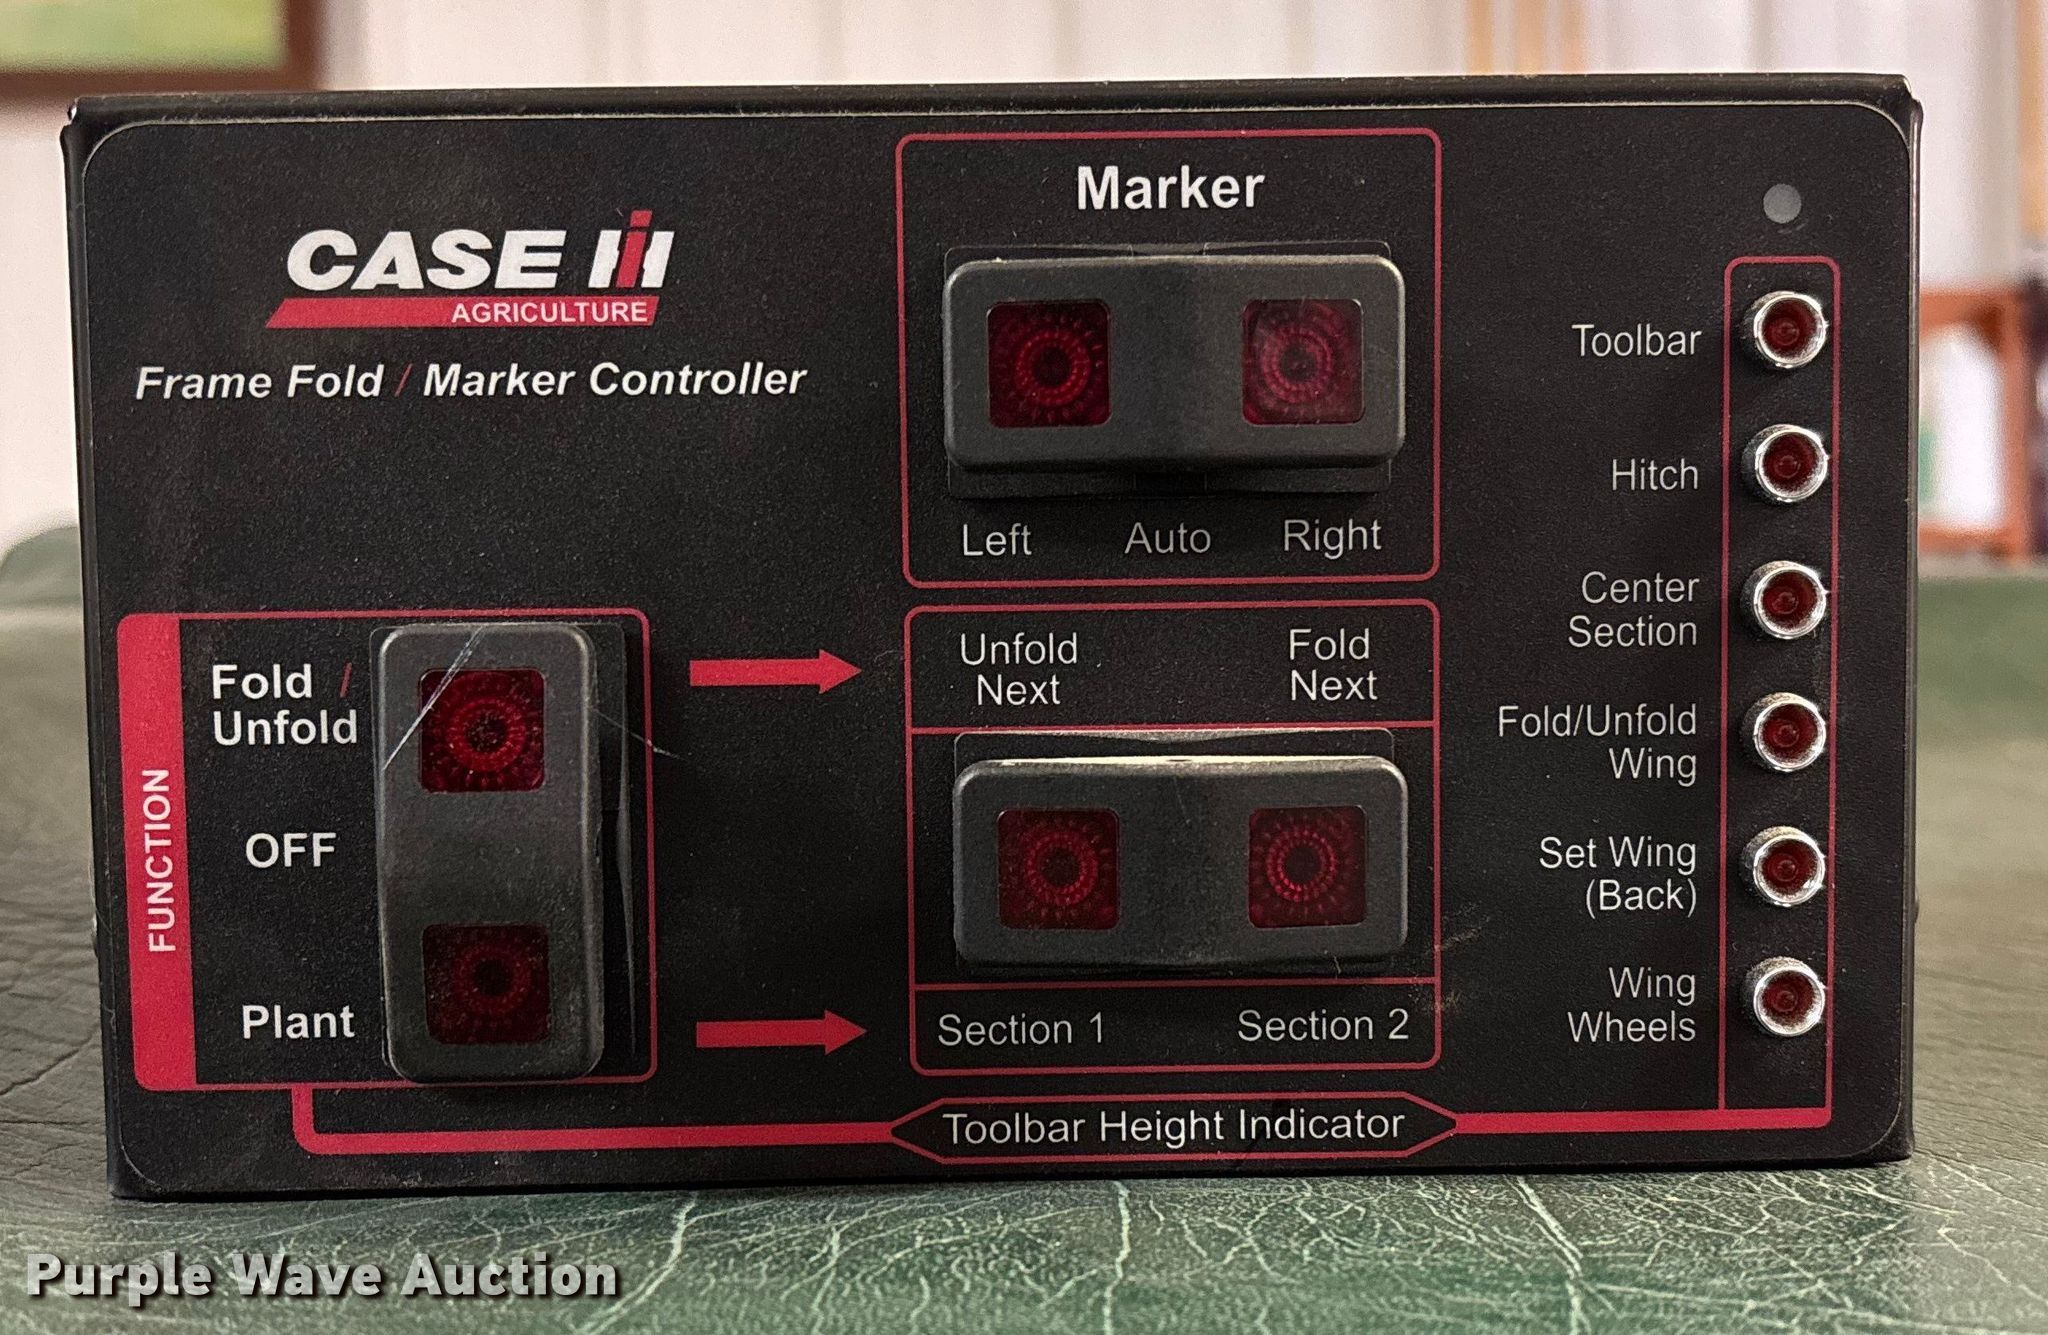 CASE IH
AGRICULTURE
Frame Fold / Marker Controller
Marker
Left Auto Right
FUNCTION
Fold /
Unfold
OFF
Plant
Unfold
Next
Fold
Next
Section 1 Section 2
Toolbar
Hitch
Center
Section
Fold/Unfold
Wing
Set Wing
(Back)
Wing
Wheels
Toolbar Height Indicator
Purple Wave Auction